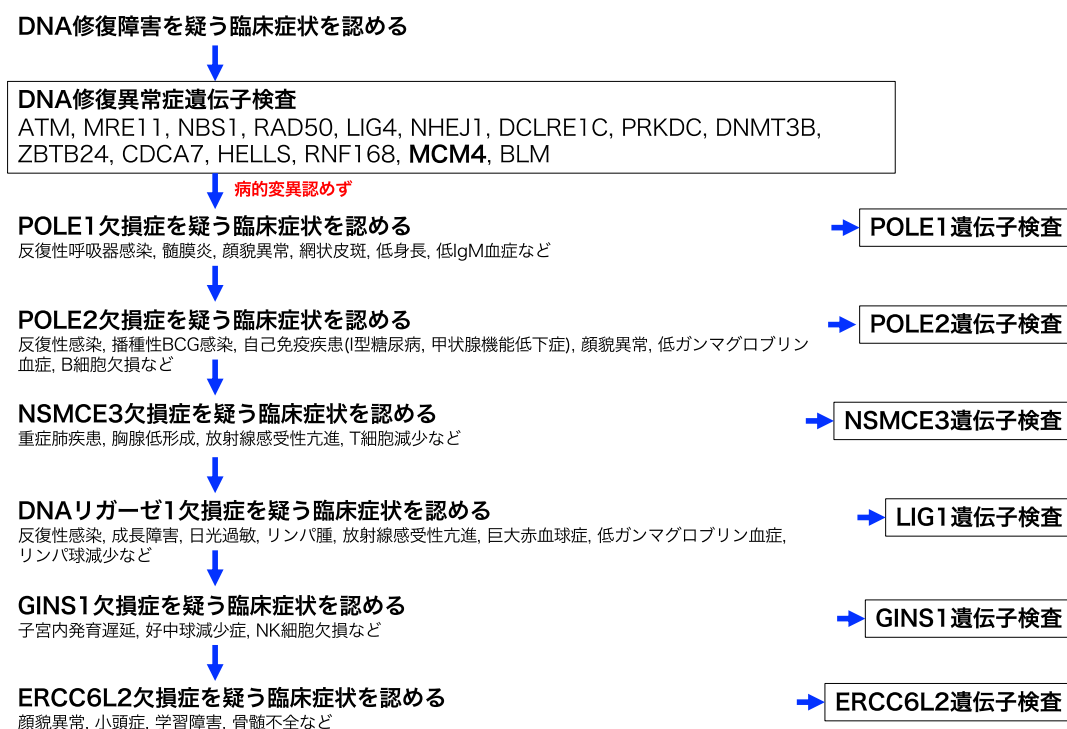 DNA修復障害を疑う臨床症状を認める
DNA修復異常症遺伝子検査
ATM, MRE11, NBS1, RAD50, LIG4, NHEJ1, DCLRE1C, PRKDC, DNMT3B,
ZBTB24, CDCA7, HELLS, RNF168, MCM4, BLM
病的変異認めず
POLE1欠損症を疑う臨床症状を認める
POLE1遺伝子検査
反復性呼吸器感染, 髄膜炎, 顔貌異常, 網状皮斑, 低身長, 低IgM血症など
POLE2欠損症を疑う臨床症状を認める
POLE2遺伝子検査
反復性感染, 播種性BCG感染, 自己免疫疾患(I型糖尿病, 甲状腺機能低下症), 顔貌異常, 低ガンマグロブリン
血症, B細胞欠損など
NSMCE3欠損症を疑う臨床症状を認める
NSMCE3遺伝子検査
重症肺疾患, 胸腺低形成, 放射線感受性亢進, T細胞減少など
DNAリガーゼ1欠損症を疑う臨床症状を認める
LIG1遺伝子検査
反復性感染, 成長障害, 日光過敏, リンパ腫, 放射線感受性亢進, 巨大赤血球症, 低ガンマグロブリン血症,
リンパ球減少など
GINS1欠損症を疑う臨床症状を認める
GINS1遺伝子検査
子宮内発育遅延, 好中球減少症, NK細胞欠損など
ERCC6L2欠損症を疑う臨床症状を認める
ERCC6L2遺伝子検査
顔貌異常, 小頭症, 学習障害, 骨髄不全など